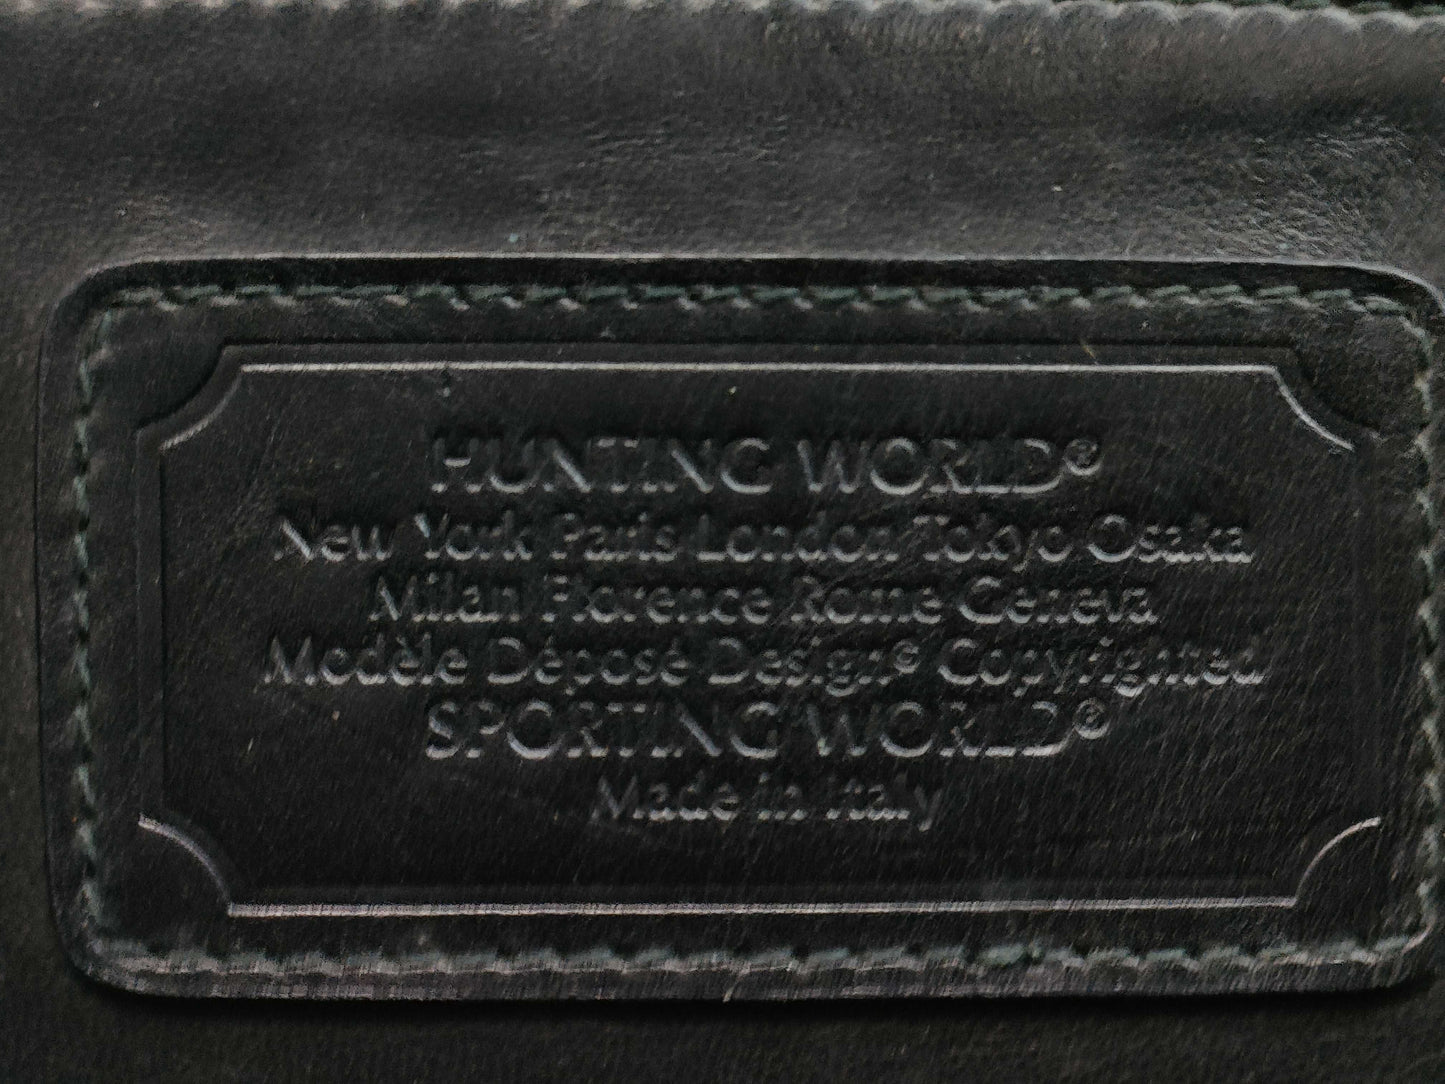 HUNTING WORLD®
New York Paris London Tokyo Osaka
Milan Florence Rome Geneva
Modèle Déposé Design© Copyrighted
SPORTING WORLD®
Made in Italy